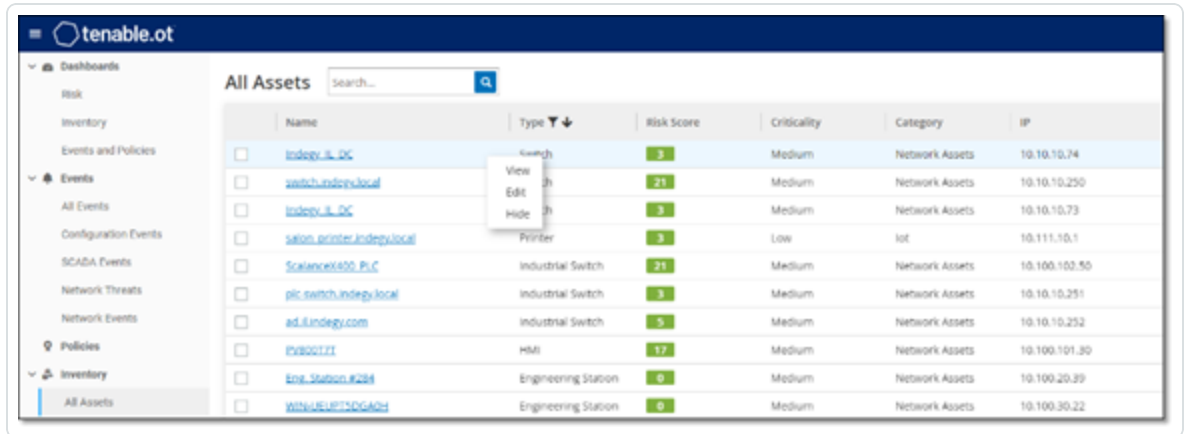 tenable.ot
Dashboards
Risk
Inventory
Events and Policies
Events
All Events
Configuration Events
SCADA Events
Network Threats
Network Events
Policies
Inventory
All Assets
All Assets Search...
Name Type Risk Score Criticality Category IP
Indegy_IL_DC Switch 3 Medium Network Assets 10.10.10.74
switch.indegy.local 21 Medium Network Assets 10.10.10.250
Indegy_IL_DC 3 Medium Network Assets 10.10.10.73
salon_printer.indegy.local Printer 3 Low Iot 10.111.10.1
ScalanceX400_PLC Industrial Switch 21 Medium Network Assets 10.100.102.50
plc-switch.indegy.local Industrial Switch 3 Medium Network Assets 10.10.10.251
ad.il.indegy.com Industrial Switch 5 Medium Network Assets 10.10.10.252
HMI 17 Medium Network Assets 10.100.101.30
Eng. Station #284 Engineering Station 0 Medium Network Assets 10.100.20.39
Engineering Station 0 Medium Network Assets 10.100.30.22
View
Edit
Hide